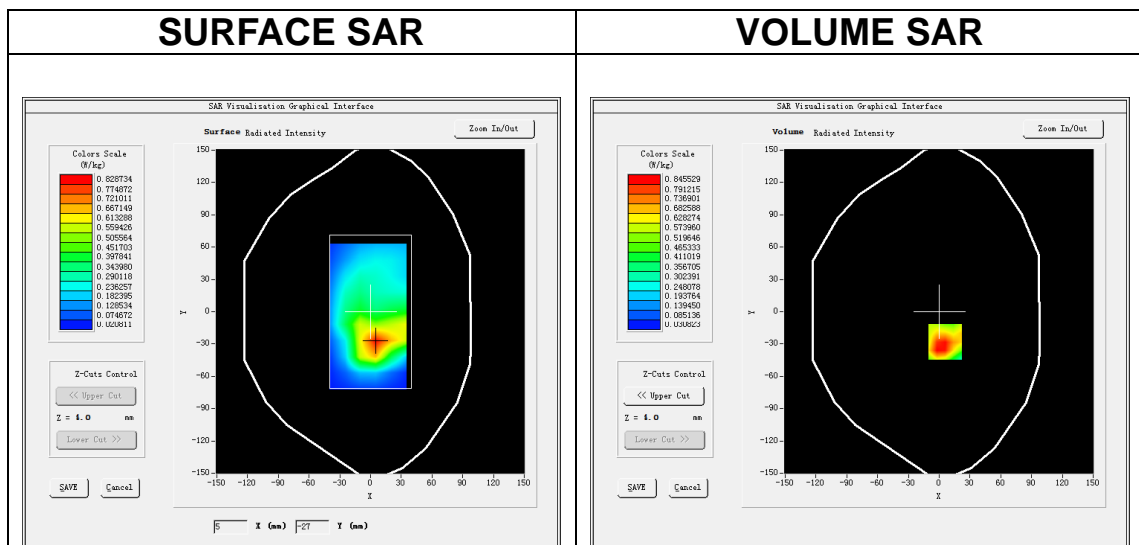 SURFACE SAR
VOLUME SAR
SAR Visualisation Graphical Interface
Surface Radiated Intensity
Zoom In/Out
Colors Scale
(W/kg)
0.828734
0.774872
0.721011
0.667149
0.613288
0.559426
0.505564
0.451703
0.397841
0.343980
0.290118
0.236257
0.182395
0.128534
0.074672
0.020811
150
120
90
60
30
0
-30
-60
-90
-120
-150
Y
-150 -120 -90 -60 -30 0 30 60 90 120 150
X
Z-Cuts Control
<< Upper Cut
Z = 4.0 mm
Lower Cut >>
SAVE Cancel
5 X (mm) -27 Y (mm)
SAR Visualisation Graphical Interface
Volume Radiated Intensity
Zoom In/Out
Colors Scale
(W/kg)
0.845529
0.791215
0.736901
0.682588
0.628274
0.573960
0.519646
0.465333
0.411019
0.356705
0.302391
0.248078
0.193764
0.139450
0.085136
0.030823
150
120
90
60
30
0
-30
-60
-90
-120
-150
Y
-150 -120 -90 -60 -30 0 30 60 90 120 150
X
Z-Cuts Control
<< Upper Cut
Z = 4.0 mm
Lower Cut >>
SAVE Cancel